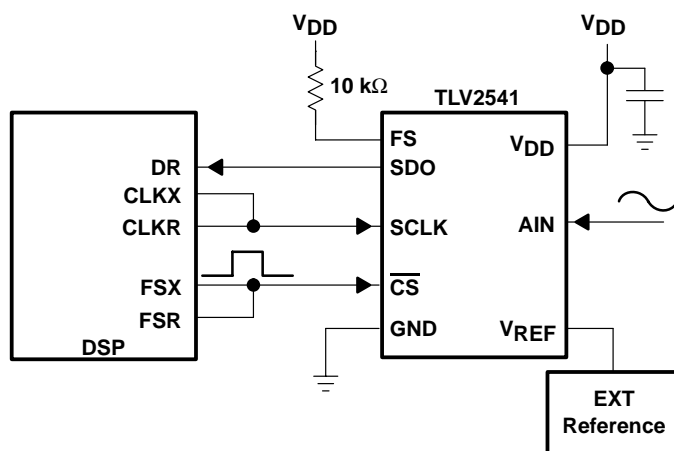 VDD
VDD
10 kΩ
TLV2541
FS
VDD
DR
SDO
CLKX
CLKR
SCLK
AIN
FSX
CS
FSR
GND
VREF
DSP
EXT
Reference